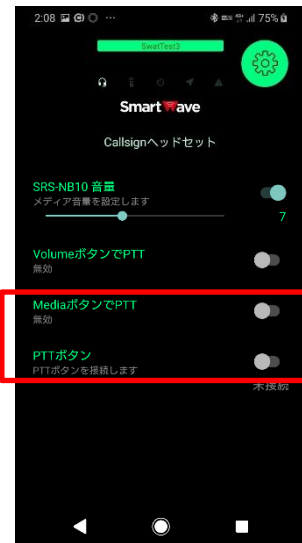 2:08
75%
SwatTest3
SmartWave
Callsignヘッドセット
SRS-NB10 音量
メディア音量を設定します
7
VolumeボタンでPTT
無効
MediaボタンでPTT
無効
PTTボタン
PTTボタンを接続します
未接続